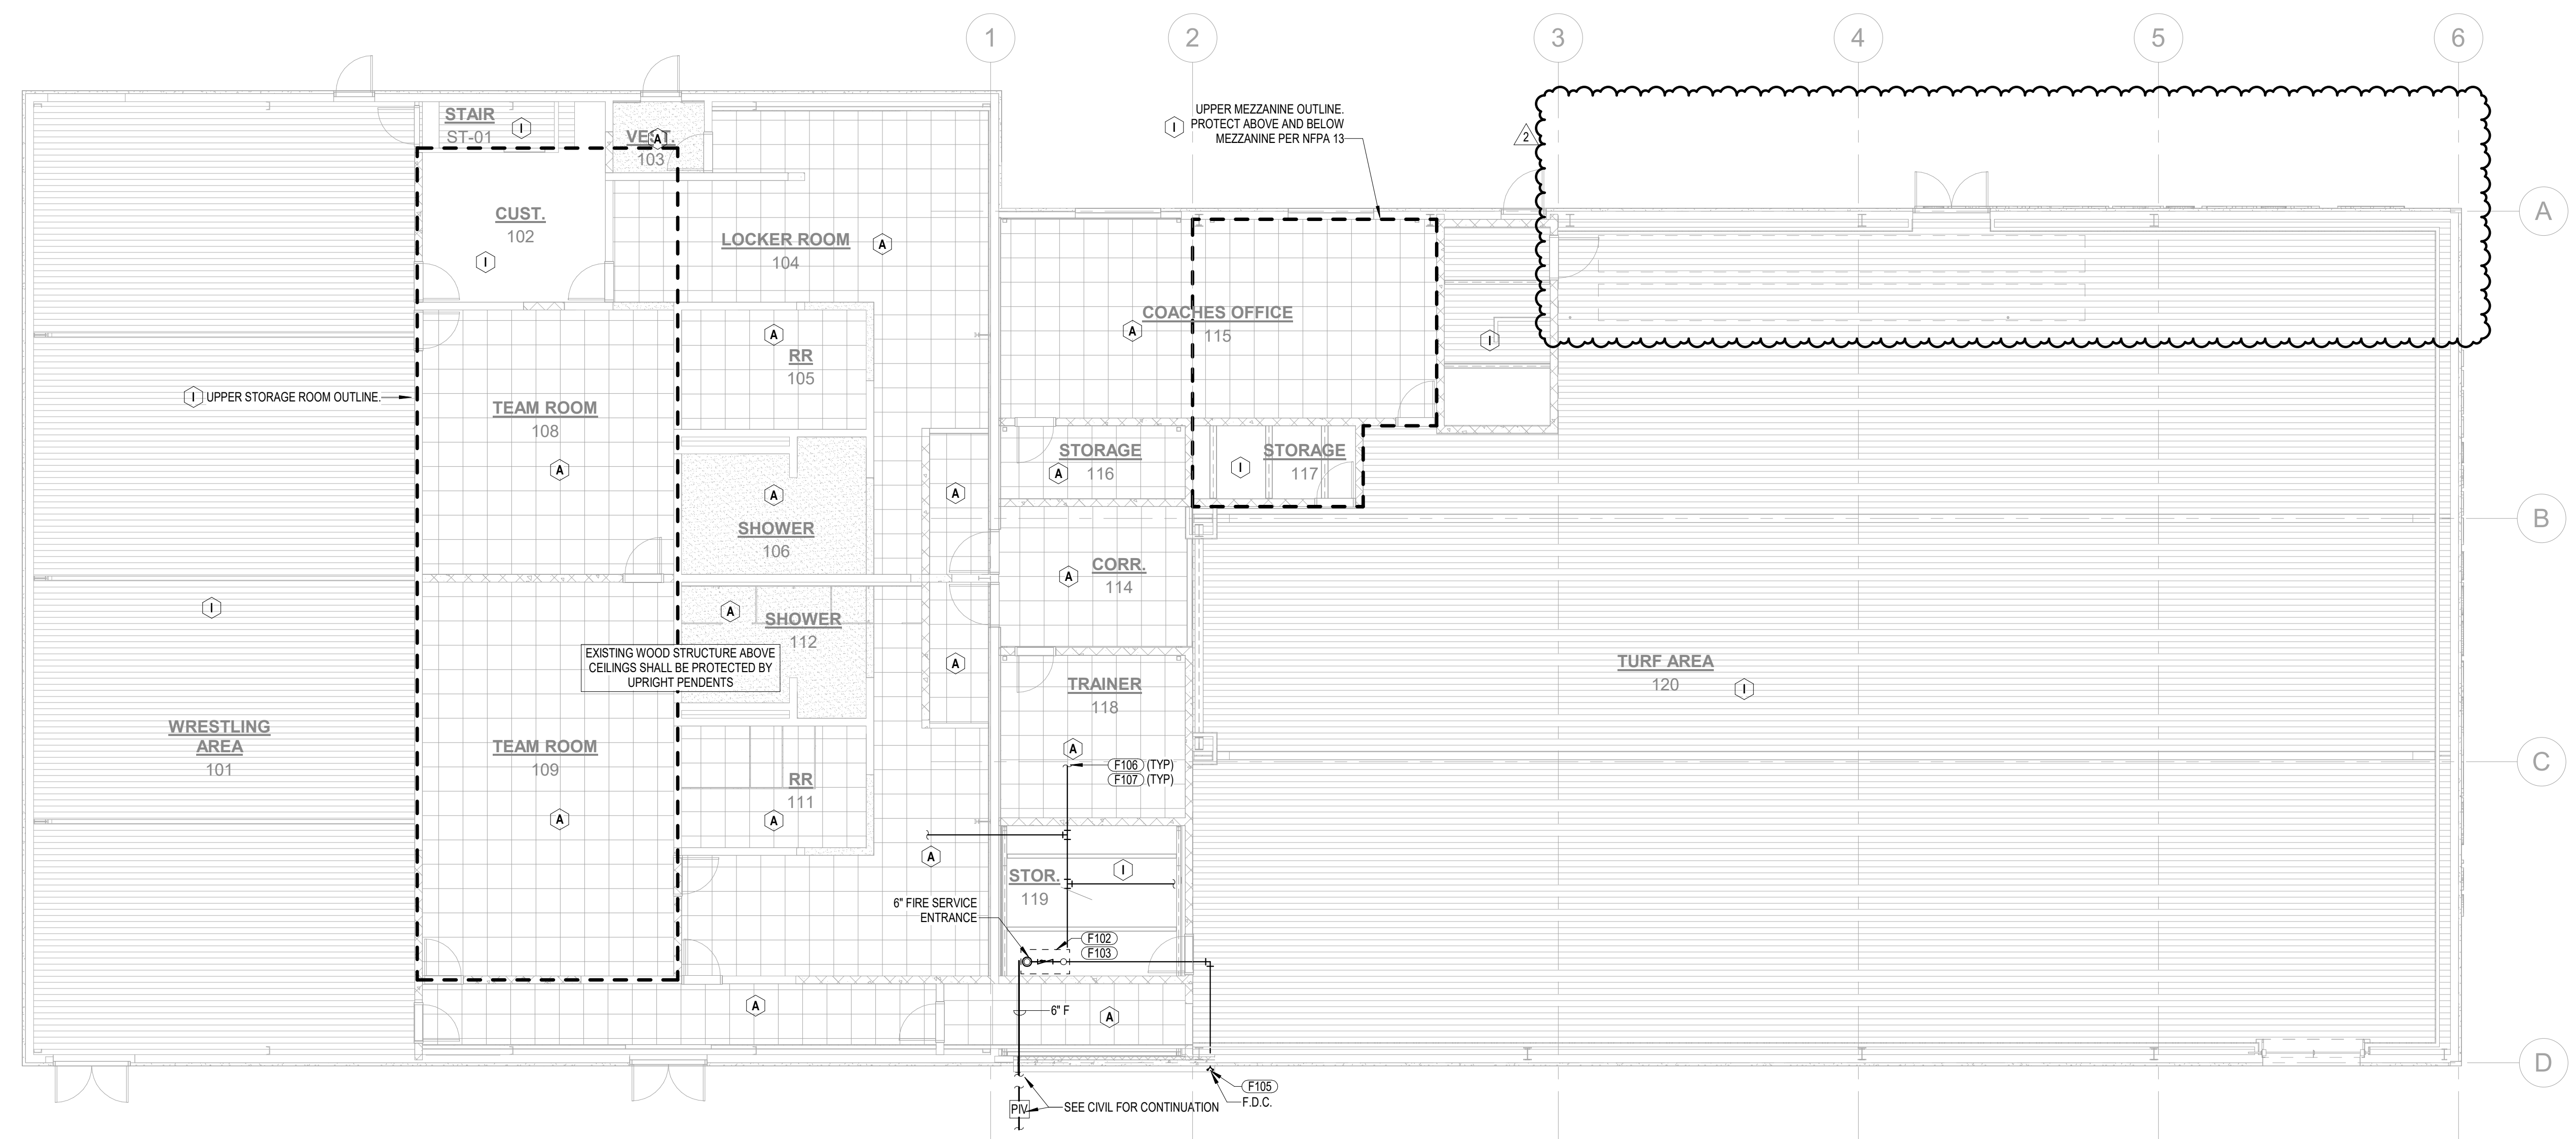 1
2
3
4
5
6
STAIR
ST-01
I
VEST.
A
103
UPPER MEZZANINE OUTLINE.
I
PROTECT ABOVE AND BELOW
MEZZANINE PER NFPA 13
2
CUST.
102
I
LOCKER ROOM
104
A
A
COACHES OFFICE
115
A
I
RR
105
A
I
UPPER STORAGE ROOM OUTLINE.
TEAM ROOM
108
A
STORAGE
116
A
STORAGE
117
I
A
SHOWER
106
A
B
CORR.
114
A
I
SHOWER
112
A
EXISTING WOOD STRUCTURE ABOVE
CEILINGS SHALL BE PROTECTED BY
UPRIGHT PENDENTS
A
TRAINER
118
A
TURF AREA
120
I
WRESTLING
AREA
101
TEAM ROOM
109
A
RR
111
A
F106 (TYP)
F107 (TYP)
C
A
STOR.
119
I
6" FIRE SERVICE
ENTRANCE
F102
F103
A
6" F
A
D
F105
F.D.C.
PIV
SEE CIVIL FOR CONTINUATION